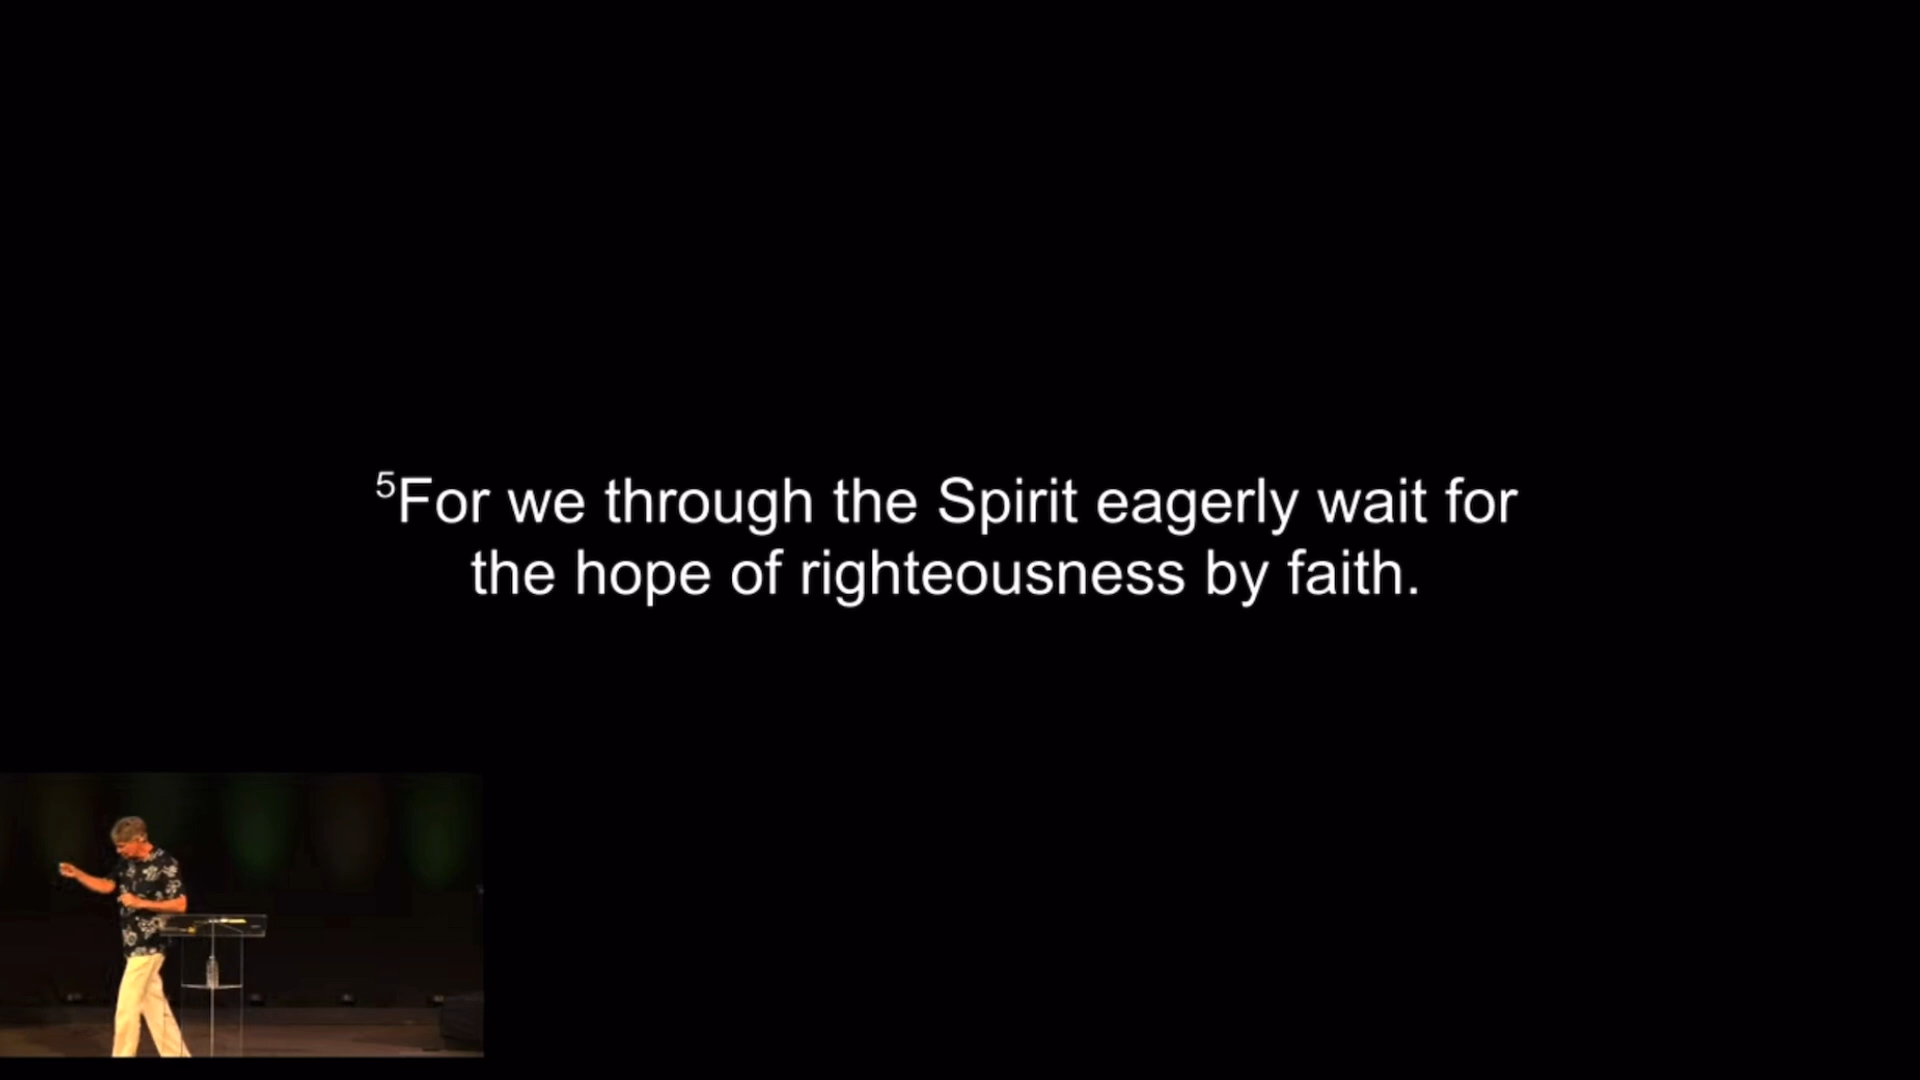 ⁵For we through the Spirit eagerly wait for
the hope of righteousness by faith.